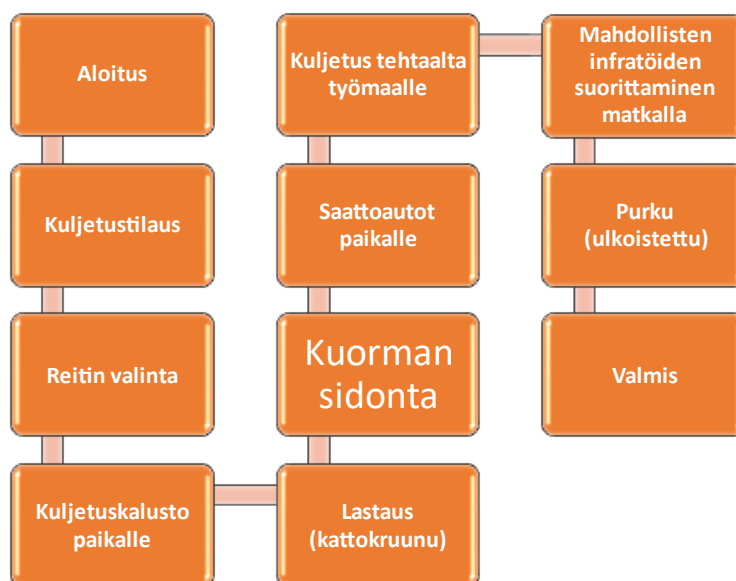 Aloitus
Kuljetustilaus
Reitin valinta
Kuljetuskalusto
paikalle
Lastaus
(kattokruunu)
Kuorman
sidonta
Saattoautot
paikalle
Kuljetus tehtaalta
työmaalle
Mahdollisten
infratöiden
suorittaminen
matkalla
Purku
(ulkoistettu)
Valmis